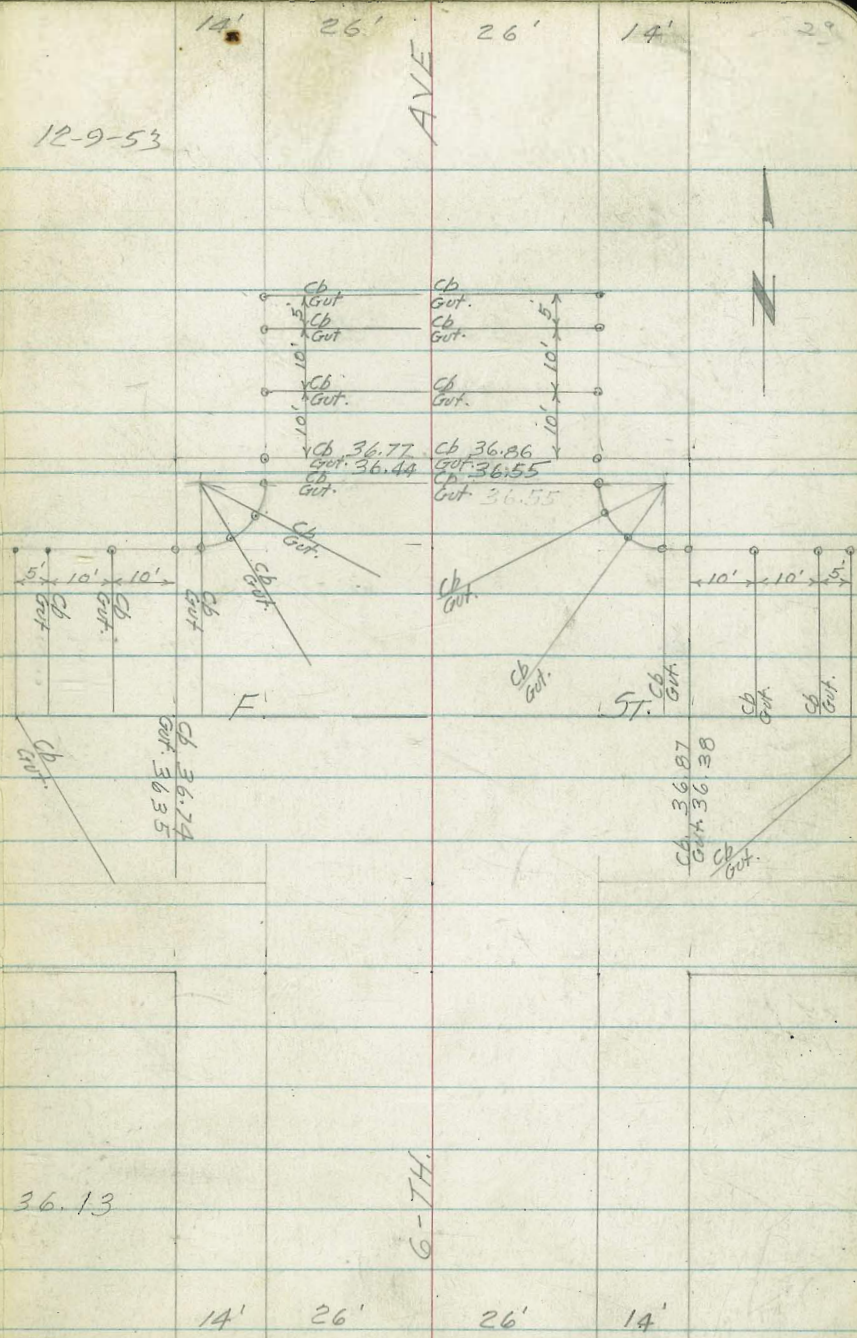 14' 26' 26' 14' 29
AVE
12-9-53
N
Cb Cb
Gut Gut.
5' 5'
Cb Cb
Gut Gut.
10' 10'
Cb Cb
Gut. Gut.
10' 10'
Cb 36.77 Cb 36.86
Gut. 36.44 Gut. 36.55
Cb Cb
Gut. Gut. 36.55
Cb
Gut.
Cb
Gut.
Cb
Gut.
Cb
Gut.
5' 10' 10' 10' 10' 5'
Cb
Gut
Cb
Gut.
Cb
Gut
Cb
Gut.
Cb
Gut.
Cb
Gut.
F ST.
Cb
Gut.
Cb 36.74
Gut. 36.35
Cb. 36.87
Gut. 36.38
Cb
Gut.
36.13
6-TH.
14' 26' 26' 14'